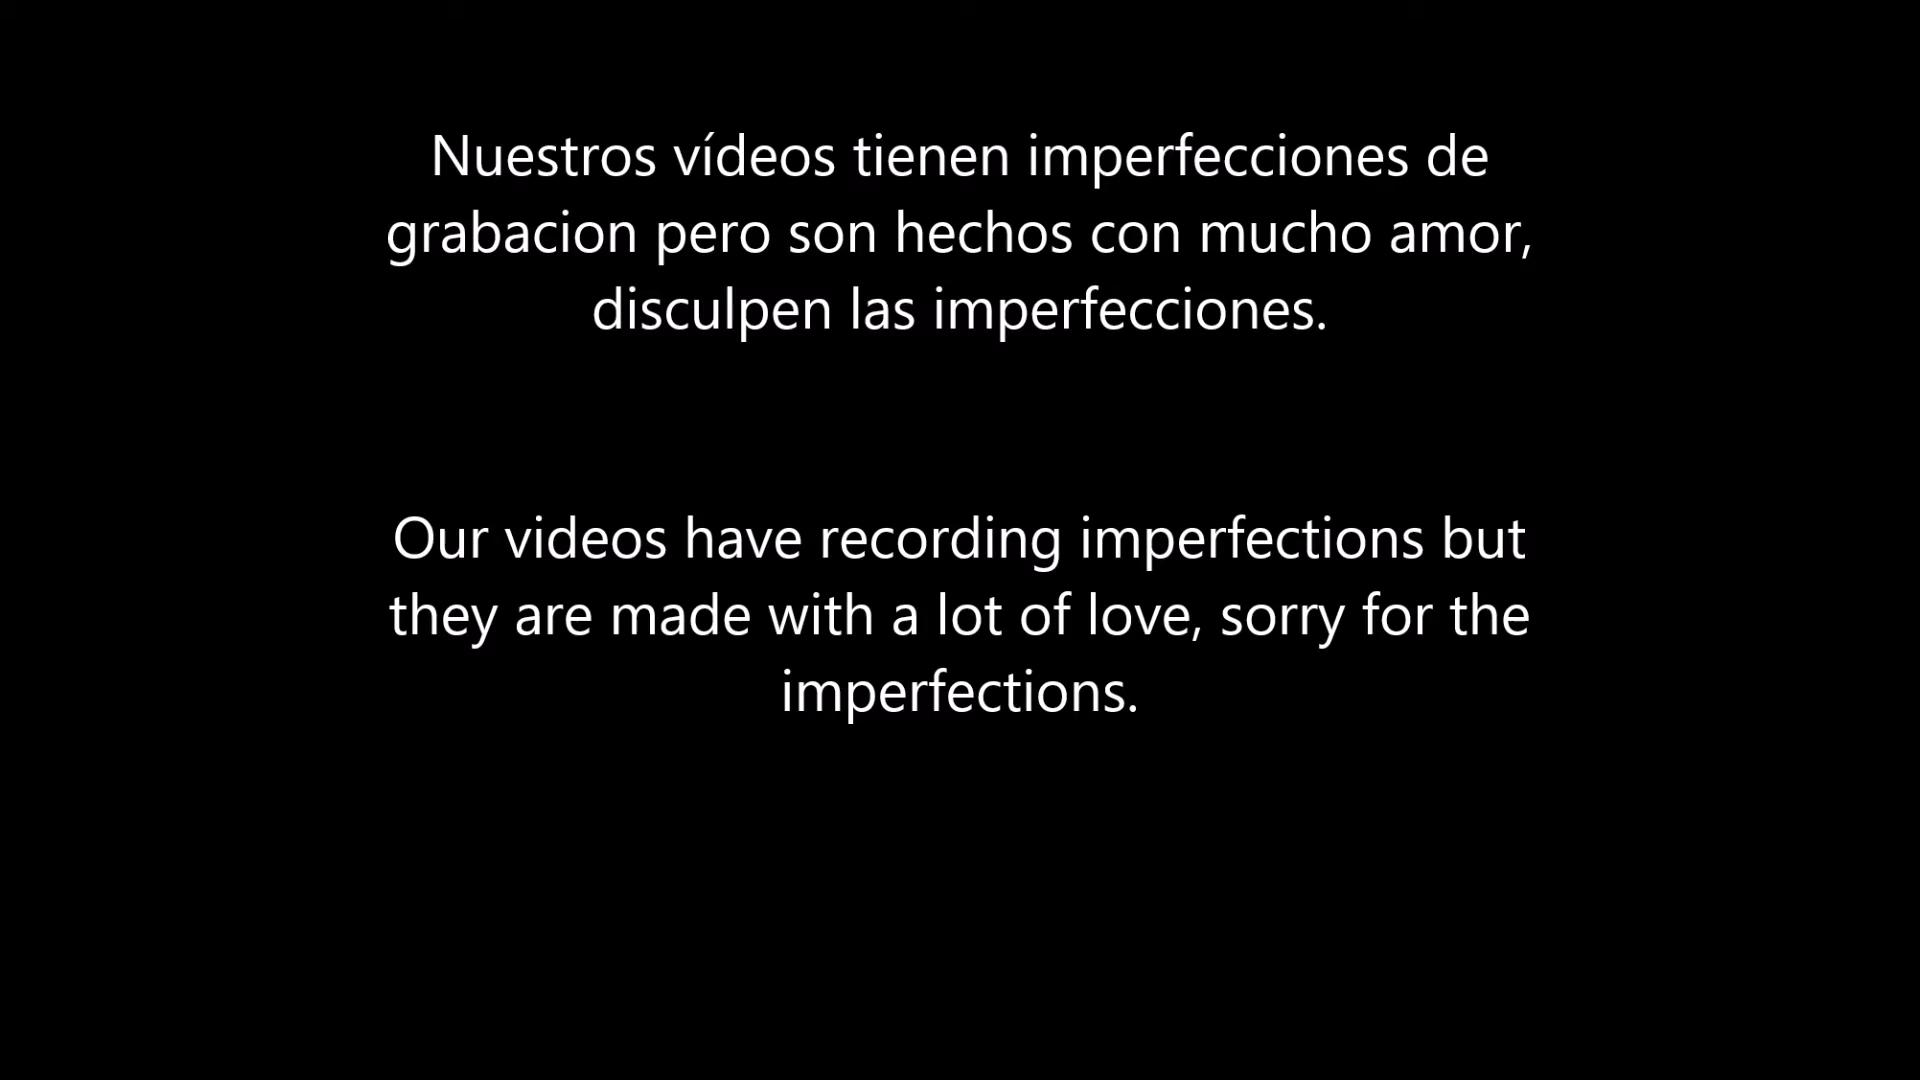 Nuestros vídeos tienen imperfecciones de
grabacion pero son hechos con mucho amor,
disculpen las imperfecciones.
Our videos have recording imperfections but
they are made with a lot of love, sorry for the
imperfections.